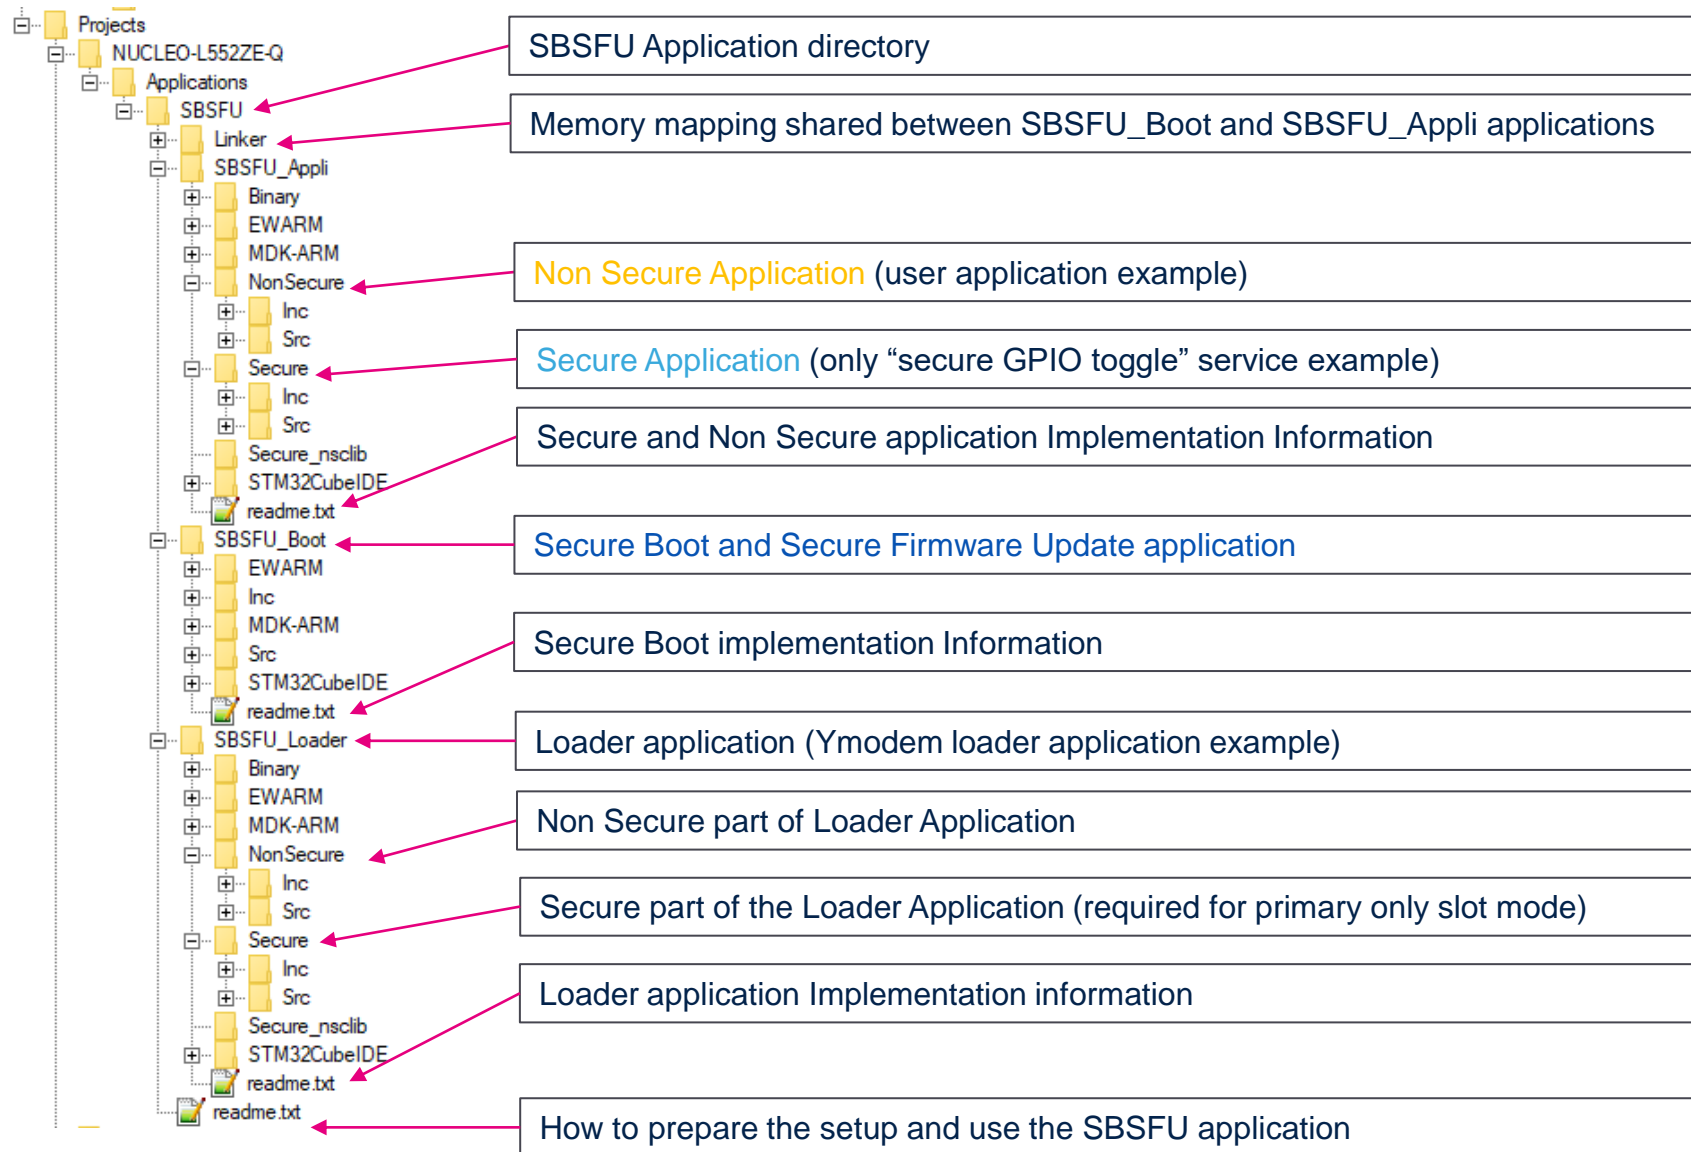 Projects
NUCLEO-L552ZE-Q
SBSFU Application directory
Applications
SBSFU
Linker
Memory mapping shared between SBSFU_Boot and SBSFU_Appli applications
SBSFU_Appli
Binary
EWARM
MDK-ARM
NonSecure
Non Secure Application (user application example)
Inc
Src
Secure
Secure Application (only “secure GPIO toggle” service example)
Inc
Src
Secure and Non Secure application Implementation Information
Secure_nsclib
STM32CubeIDE
readme.txt
SBSFU_Boot
Secure Boot and Secure Firmware Update application
EWARM
Inc
MDK-ARM
Src
Secure Boot implementation Information
STM32CubeIDE
readme.txt
SBSFU_Loader
Loader application (Ymodem loader application example)
Binary
EWARM
MDK-ARM
Non Secure part of Loader Application
NonSecure
Inc
Src
Secure part of the Loader Application (required for primary only slot mode)
Secure
Inc
Src
Loader application Implementation information
Secure_nsclib
STM32CubeIDE
readme.txt
readme.txt
How to prepare the setup and use the SBSFU application